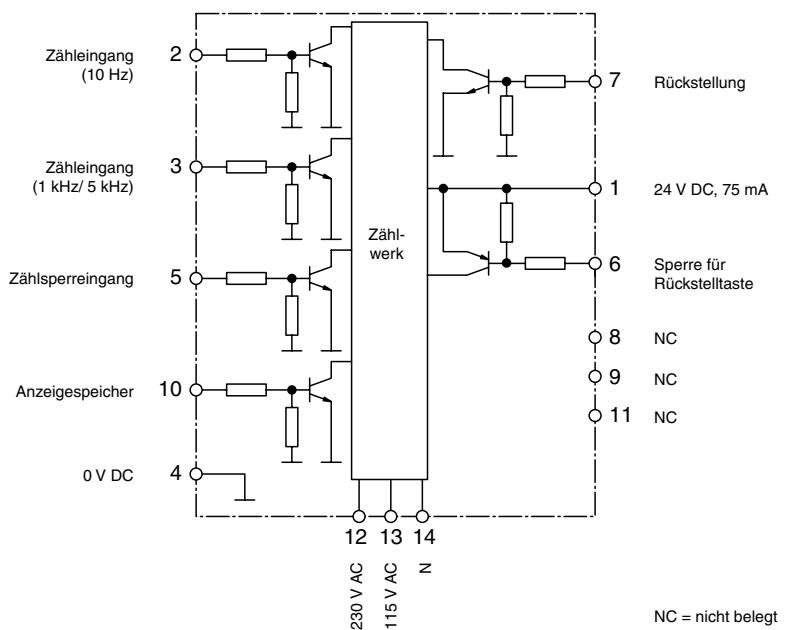 Zähleingang
(10 Hz)
2
Zähleingang
(1 kHz/ 5 kHz)
3
Zählsperreingang
5
Anzeigespeicher
10
0 V DC
4
Zähl-
werk
7
Rückstellung
1
24 V DC, 75 mA
6
Sperre für
Rückstelltaste
8
NC
9
NC
11
NC
12
13
14
230 V AC
115 V AC
N
NC = nicht belegt